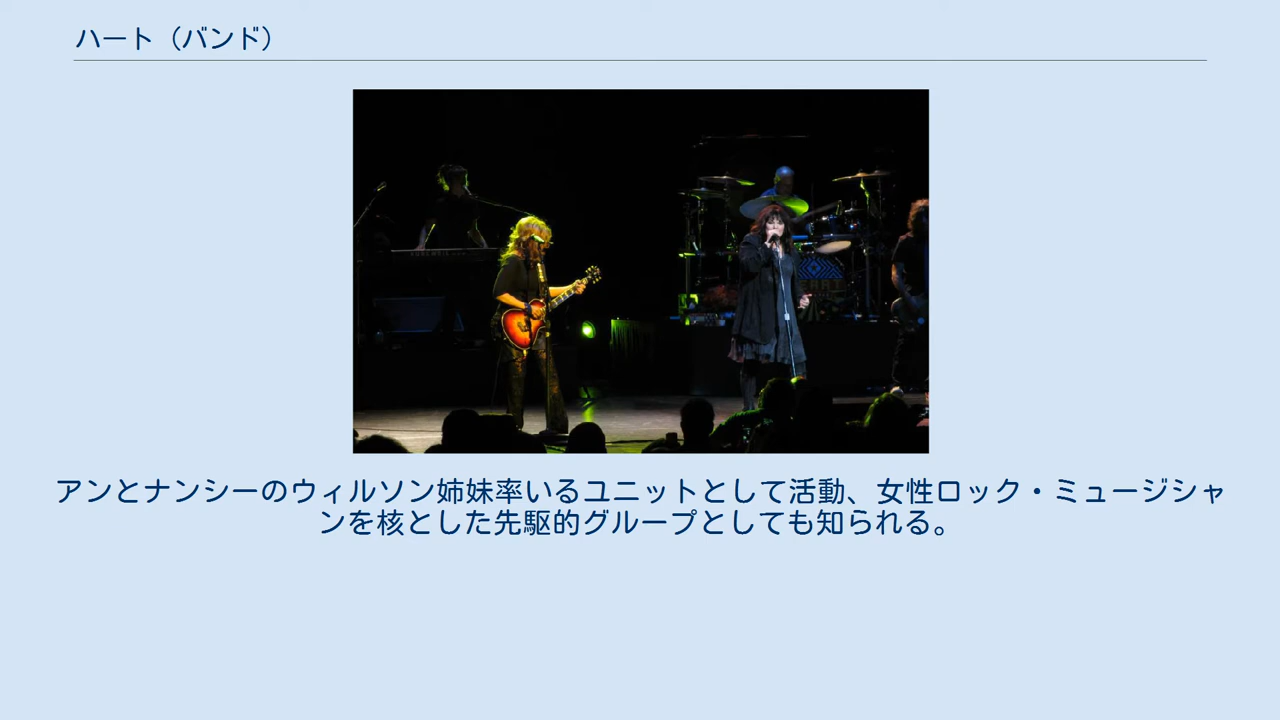 ハート（バンド）
アンとナンシーのウィルソン姉妹率いるユニットとして活動、女性ロック・ミュージシャ
ンを核とした先駆的グループとしても知られる。